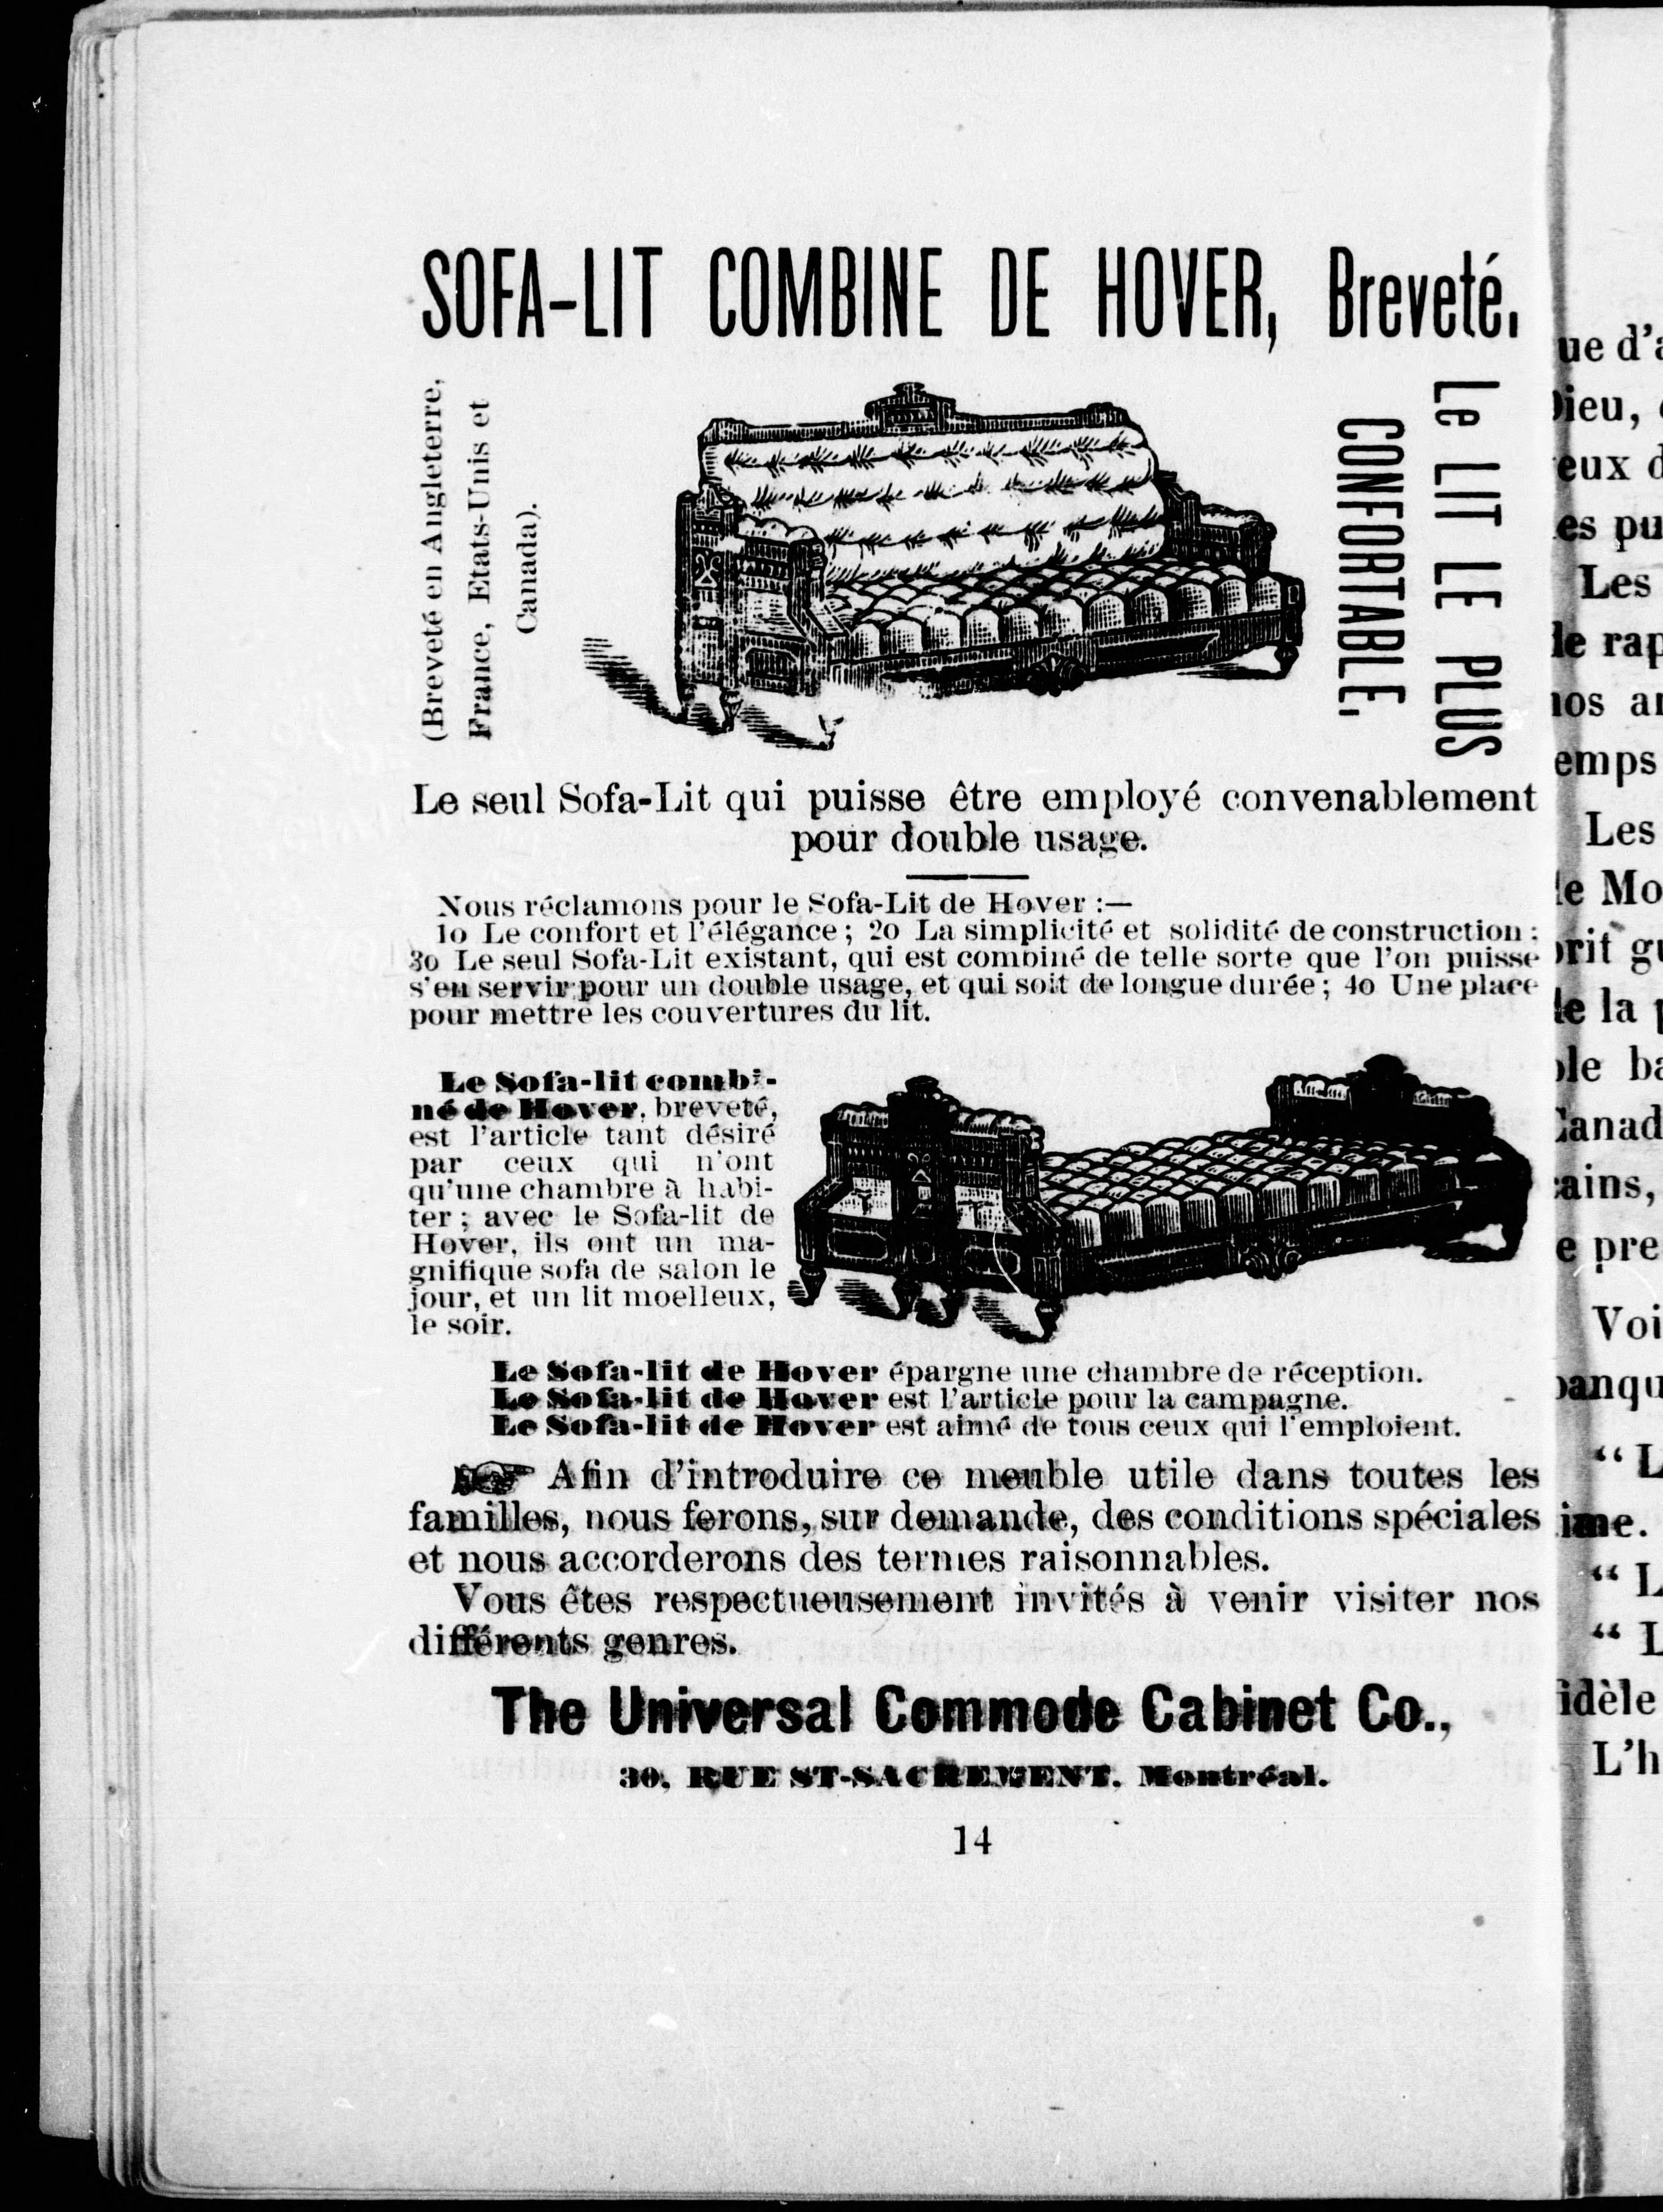 SOFA-LIT COMBINE DE HOVER, Breveté.
(Breveté en Angleterre,
France, Etats-Unis et
Canada).
Le LIT LE PLUS
CONFORTABLE.
Le seul Sofa-Lit qui puisse être employé convenablement
pour double usage.
Nous réclamons pour le Sofa-Lit de Hover :—
1o Le confort et l'élégance ; 2o La simplicité et solidité de construction ;
3o Le seul Sofa-Lit existant, qui est combiné de telle sorte que l'on puisse
s'en servir pour un double usage, et qui soit de longue durée ; 4o Une place
pour mettre les couvertures du lit.
Le Sofa-lit combi-
né de Hover, breveté,
est l'article tant désiré
par ceux qui n'ont
qu'une chambre à habi-
ter ; avec le Sofa-lit de
Hover, ils ont un ma-
gnifique sofa de salon le
jour, et un lit moelleux,
le soir.
Le Sofa-lit de Hover épargne une chambre de réception.
Le Sofa-lit de Hover est l'article pour la campagne.
Le Sofa-lit de Hover est aimé de tous ceux qui l'emploient.
☞ Afin d'introduire ce meuble utile dans toutes les
familles, nous ferons, sur demande, des conditions spéciales
et nous accorderons des termes raisonnables.
Vous êtes respectueusement invités à venir visiter nos
différents genres.
The Universal Commode Cabinet Co.,
30, RUE ST-SACREMENT, Montréal.
14
ue d'a
eux d
es pu
Les
de rap
nos
emps
Les
de Mo
de la
Canad
cains,
e pre
Voi
banqu
“ L
ime.
“ L
“ L
idèle
L'h